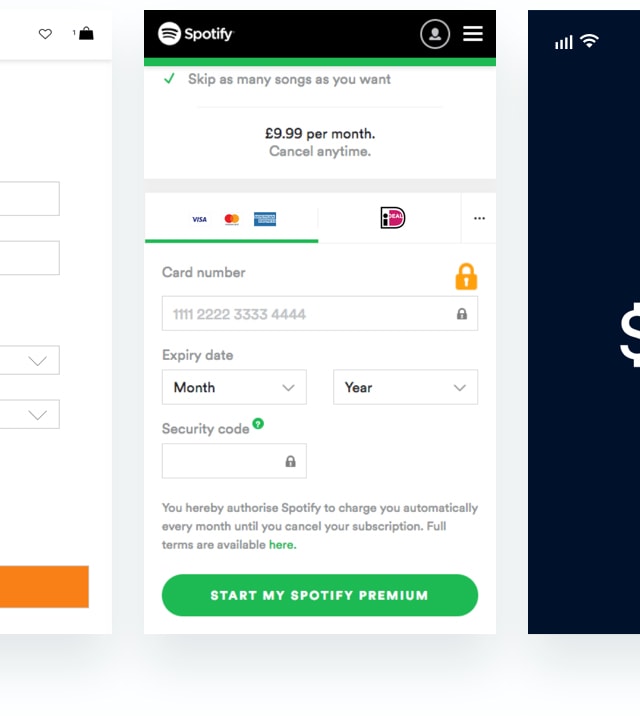 1
Spotify
Skip as many songs as you want
£9.99 per month.
Cancel anytime.
VISA
iDEAL
Card number
1111 2222 3333 4444
Expiry date
Month
Year
Security code ?
You hereby authorise Spotify to charge you automatically
every month until you cancel your subscription. Full
terms are available here.
START MY SPOTIFY PREMIUM
$